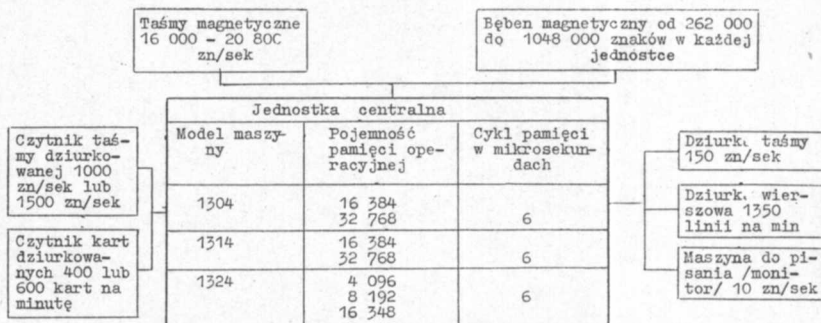 Taśmy magnetyczne
16 000 - 20 800
zn/sek
Bęben magnetyczny od 262 000
do 1048 000 znaków w każdej
jednostce
Jednostka centralna
Czytnik taś-
my dziurko-
wanej 1000
zn/sek lub
1500 zn/sek
Czytnik kart
dziurkowa-
nych 400 lub
600 kart na
minutę
Model maszy-
ny
Pojemność
pamięci ope-
racyjnej
Cykl pamięci
w mikrosekun-
dach
1304
16 384
32 768
6
1314
16 384
32 768
6
1324
4 096
8 192
16 348
6
Dziurk. taśmy
150 zn/sek
Dziurk. wier-
szowa 1350
linii na min
Maszyna do pi-
sania /moni-
tor/ 10 zn/sek